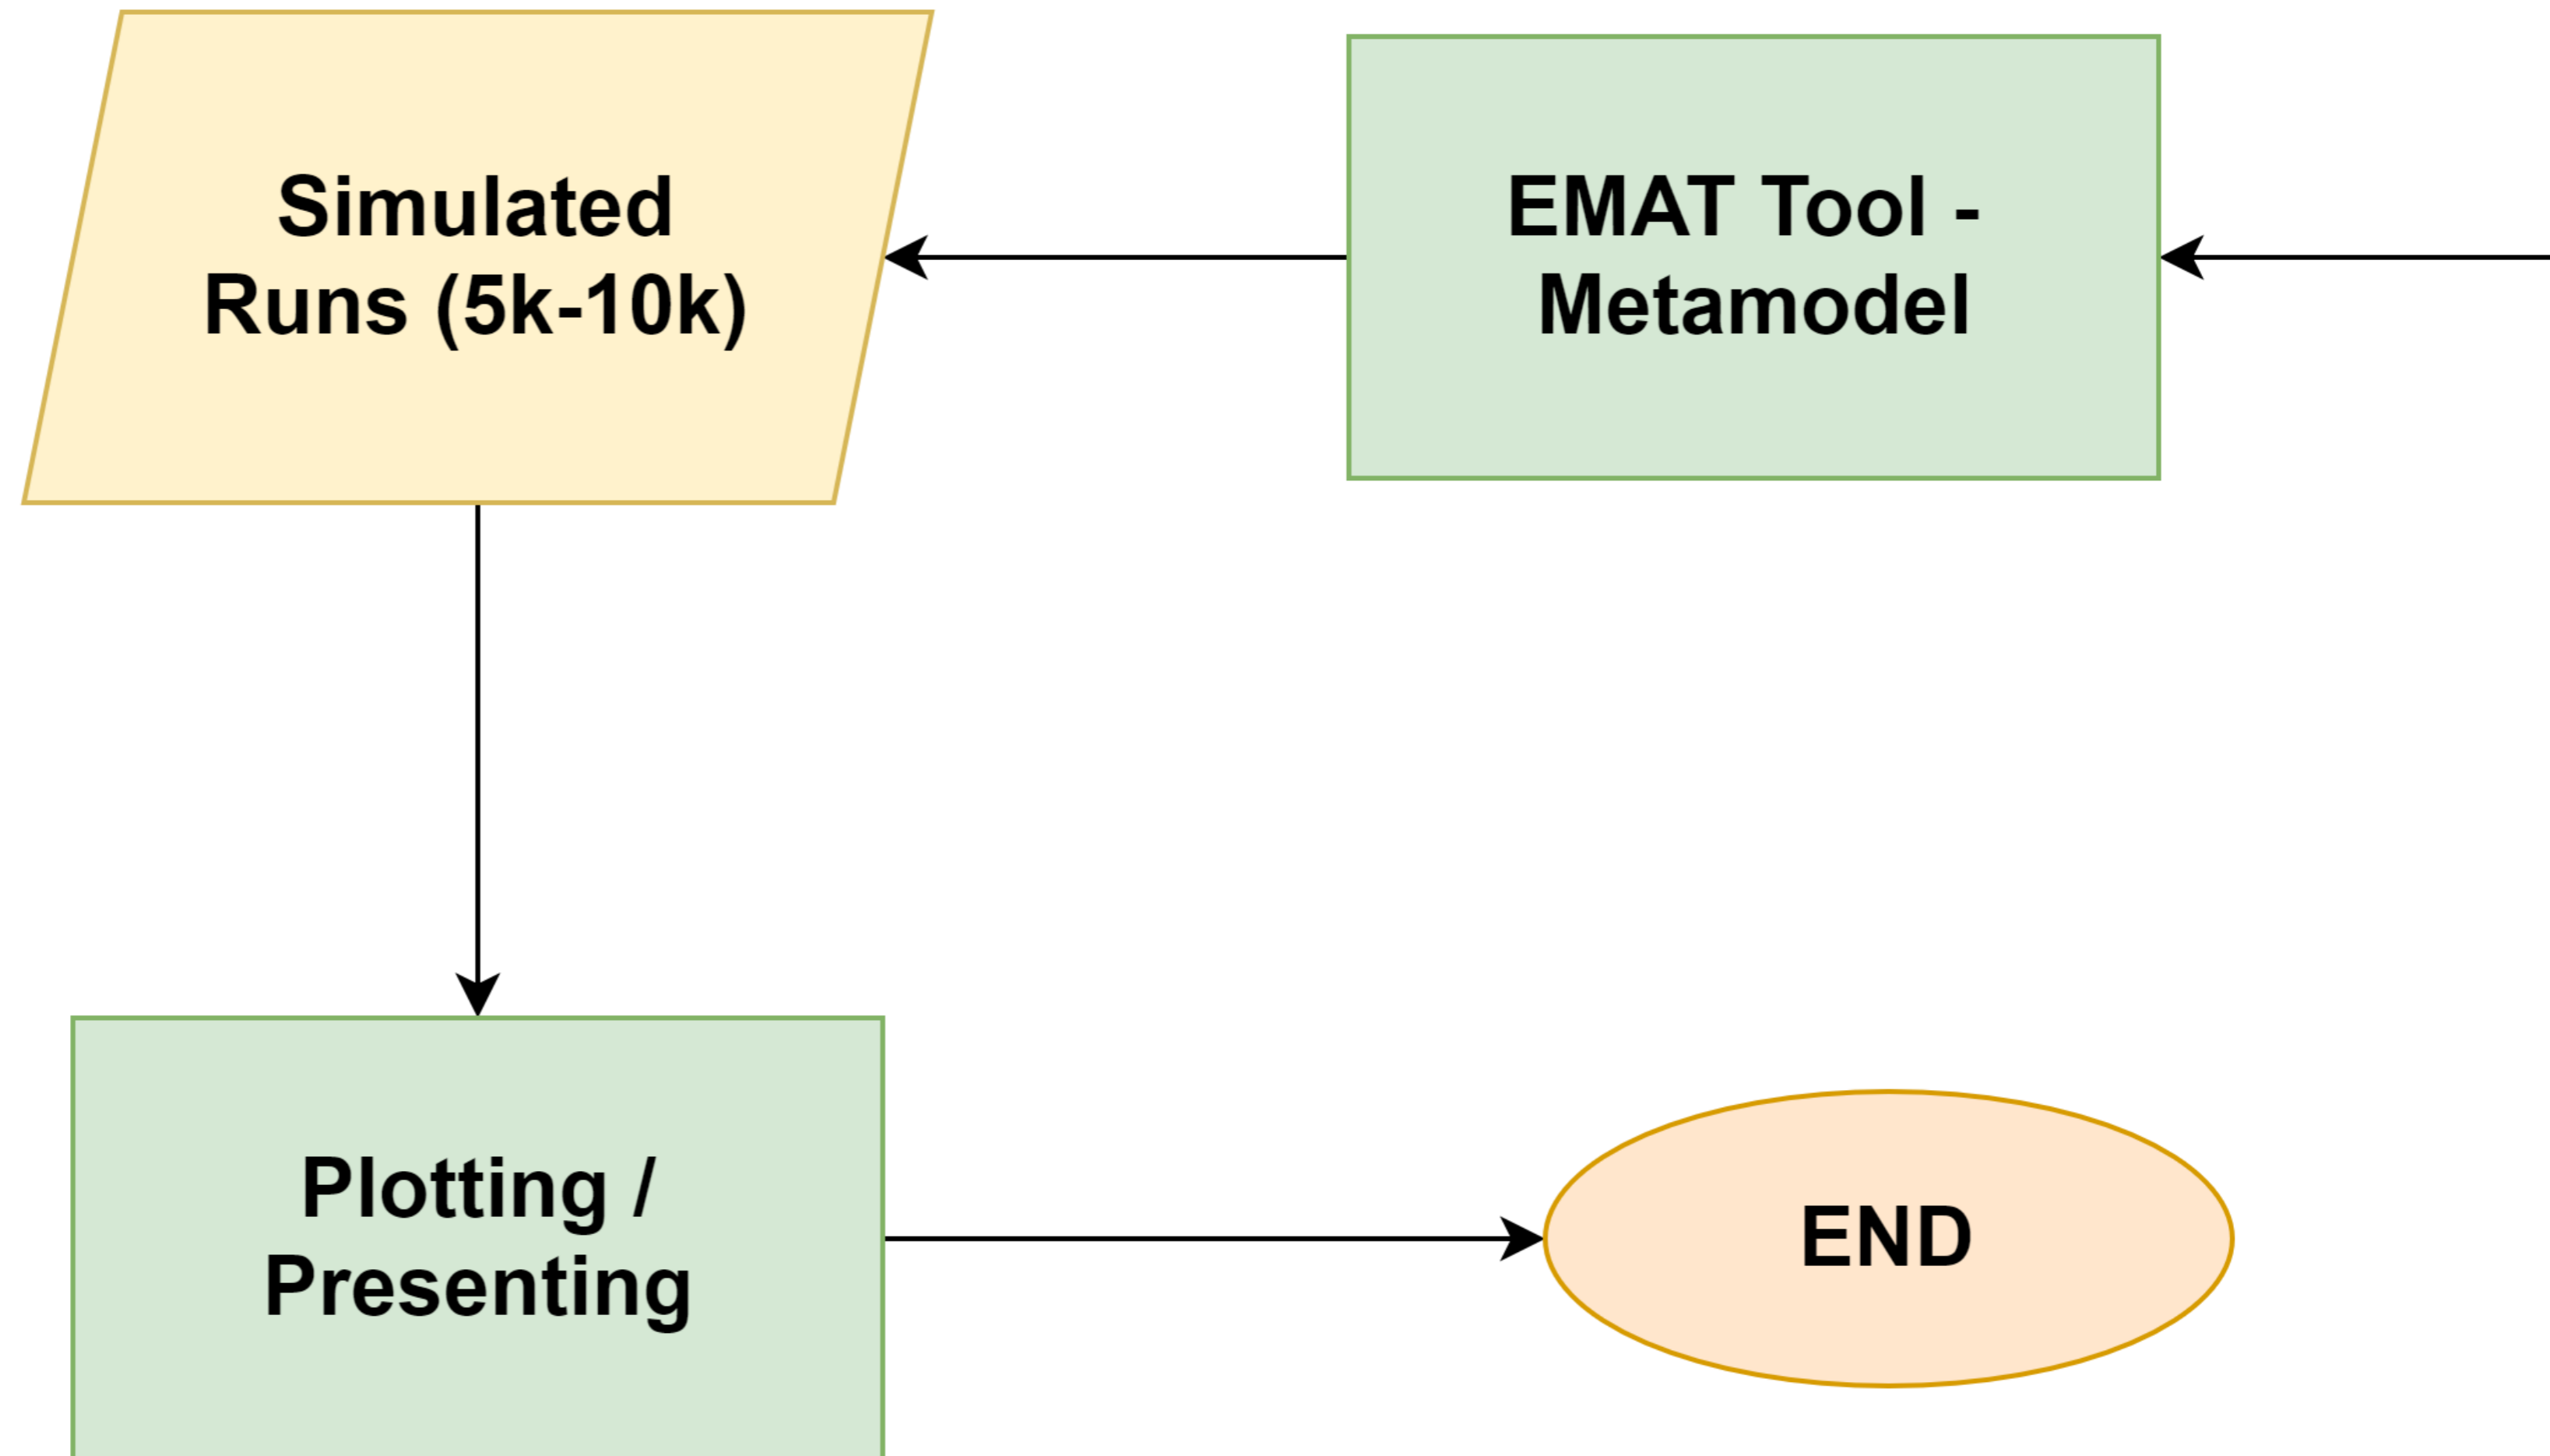 Simulated
Runs (5k-10k)
EMAT Tool -
Metamodel
Plotting /
Presenting
END